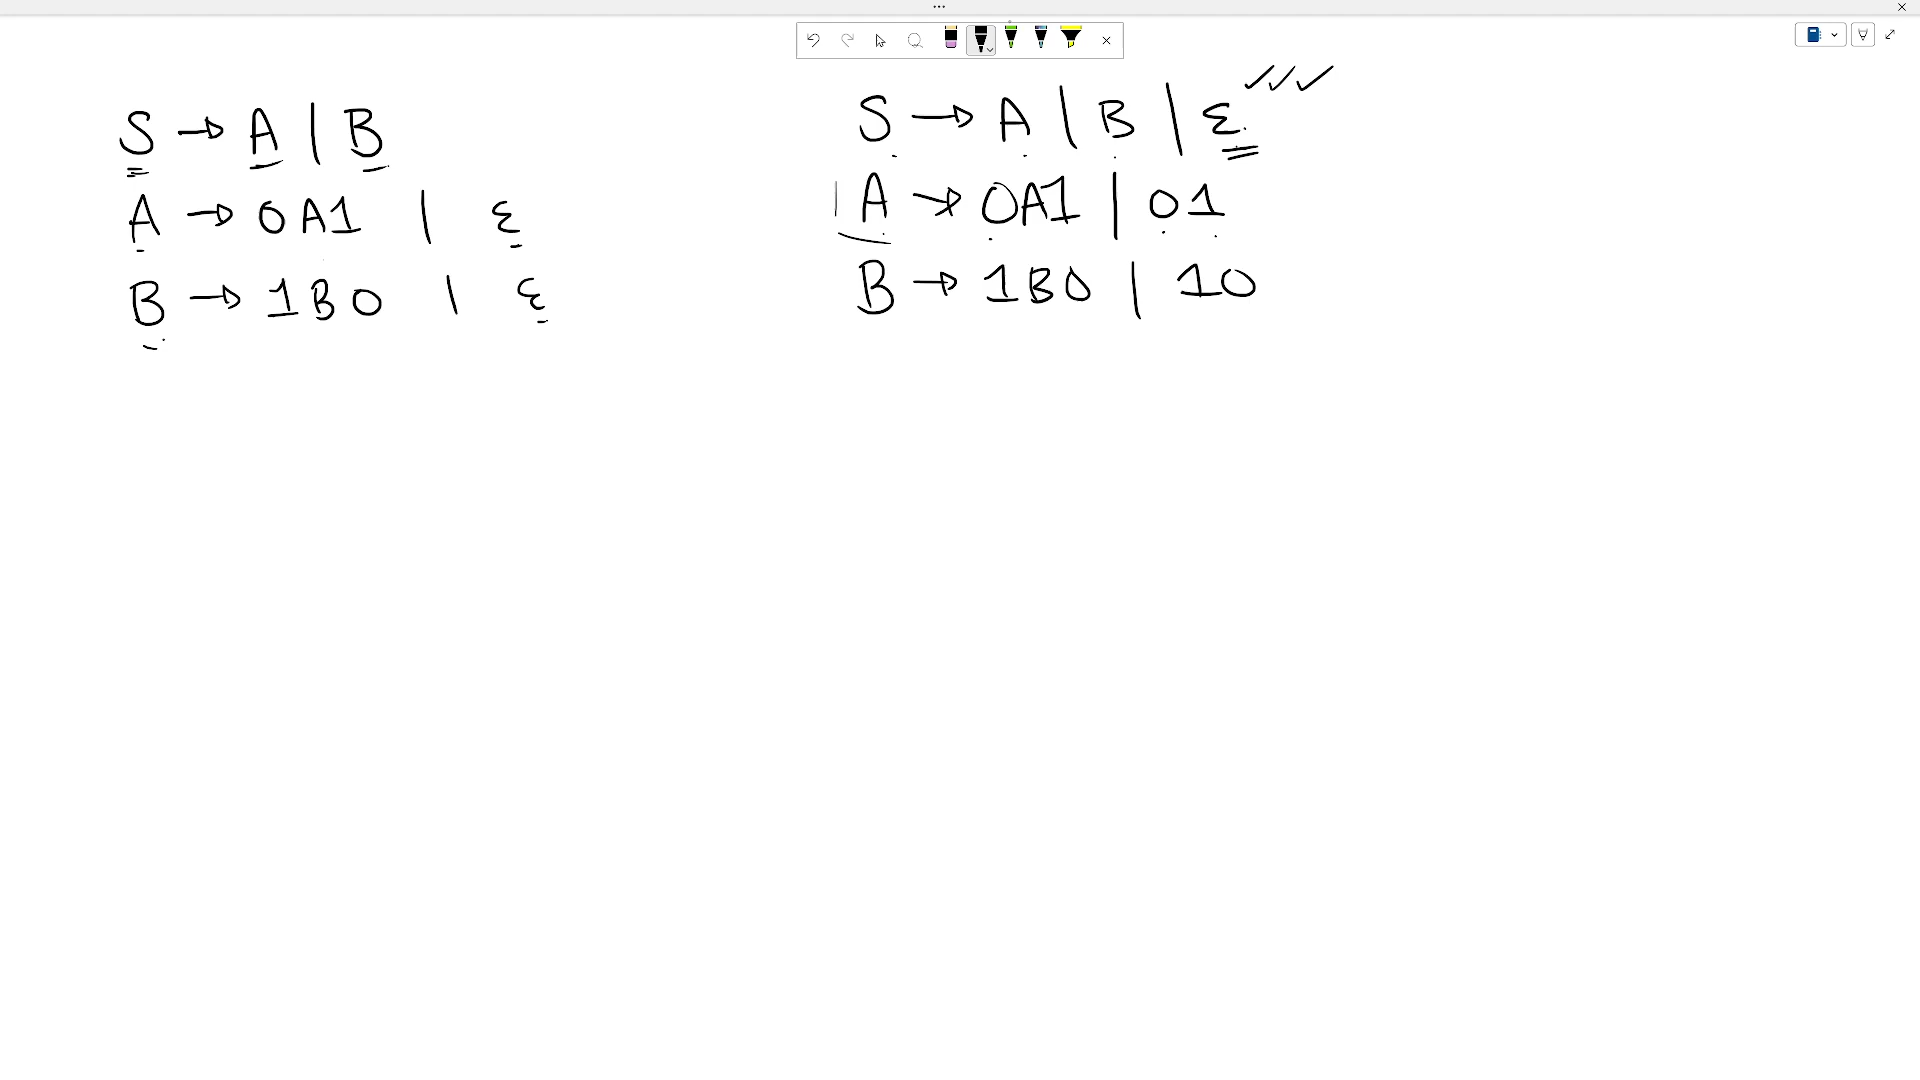 S → A | B
A → 0A1 | ε
B → 1B0 | ε
S → A | B | ε
A → 0A1 | 01
B → 1B0 | 10